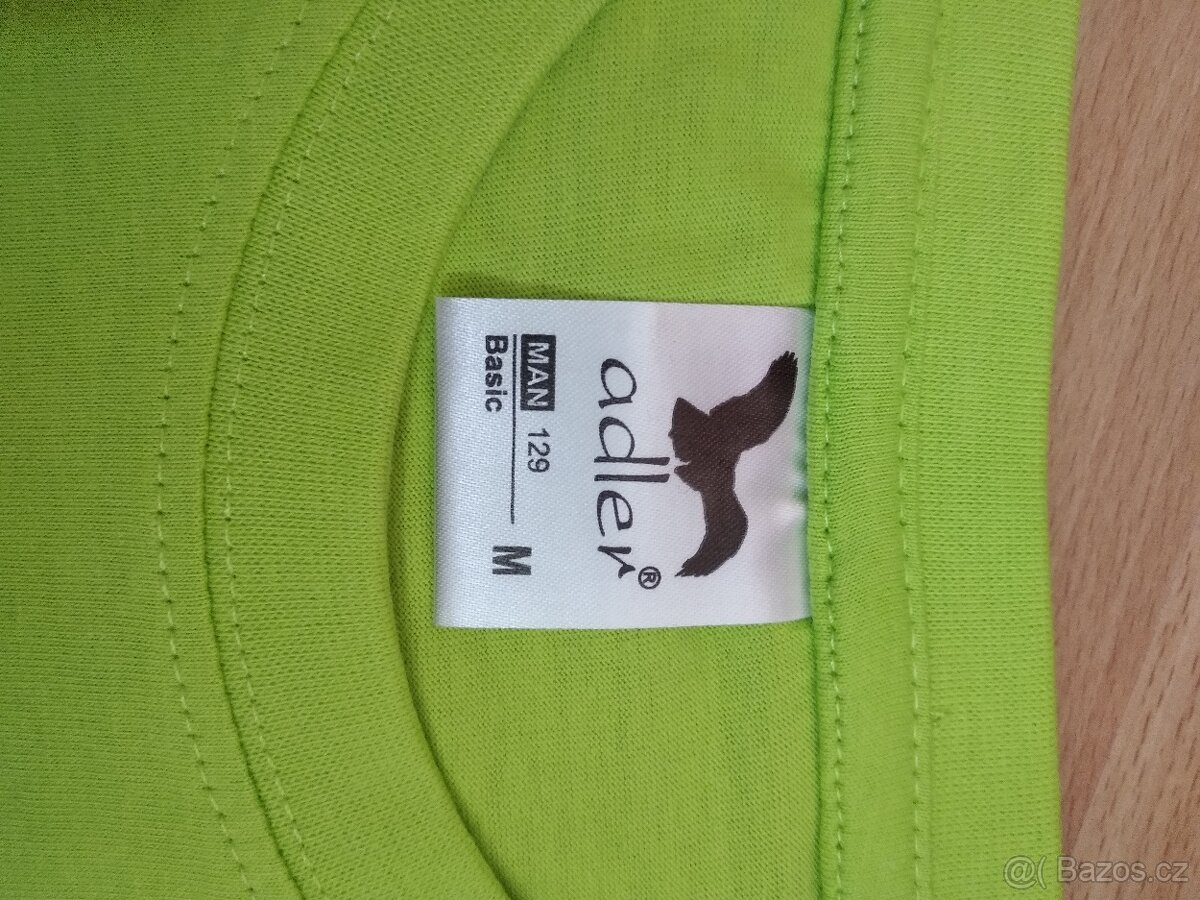 adler®
MAN 129
Basic
M
@( Bazos.cz